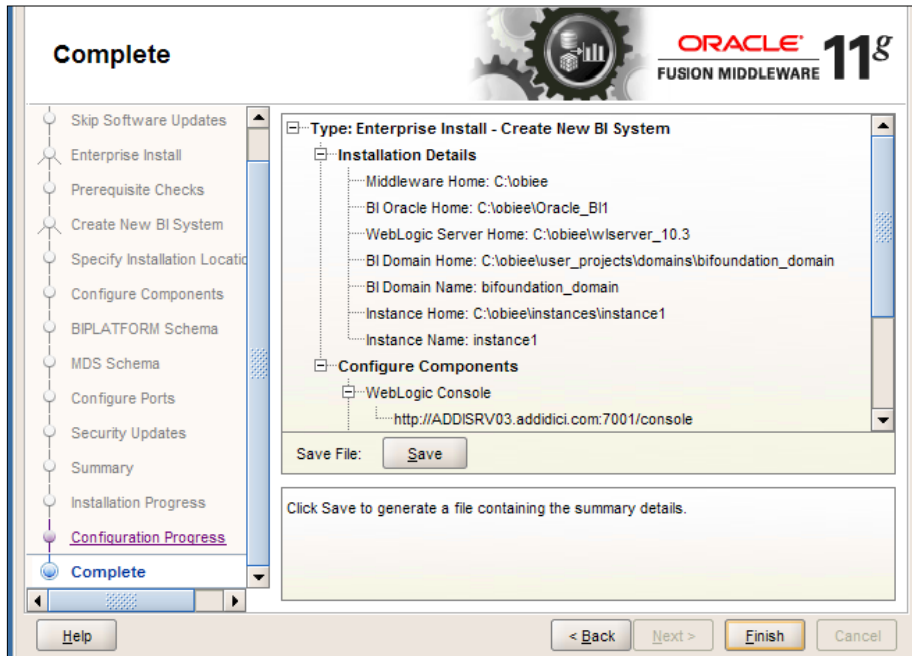 Complete
ORACLE
FUSION MIDDLEWARE 11g
Skip Software Updates
Enterprise Install
Prerequisite Checks
Create New BI System
Specify Installation Locatio
Configure Components
BIPLATFORM Schema
MDS Schema
Configure Ports
Security Updates
Summary
Installation Progress
Configuration Progress
Complete
Type: Enterprise Install - Create New BI System
Installation Details
Middleware Home: C:\obiee
BI Oracle Home: C:\obiee\Oracle_BI1
WebLogic Server Home: C:\obiee\wlserver_10.3
BI Domain Home: C:\obiee\user_projects\domains\bifoundation_domain
BI Domain Name: bifoundation_domain
Instance Home: C:\obiee\instances\instance1
Instance Name: instance1
Configure Components
WebLogic Console
http://ADDISRV03.addidici.com:7001/console
Save File: Save
Click Save to generate a file containing the summary details.
Help < Back Next > Finish Cancel